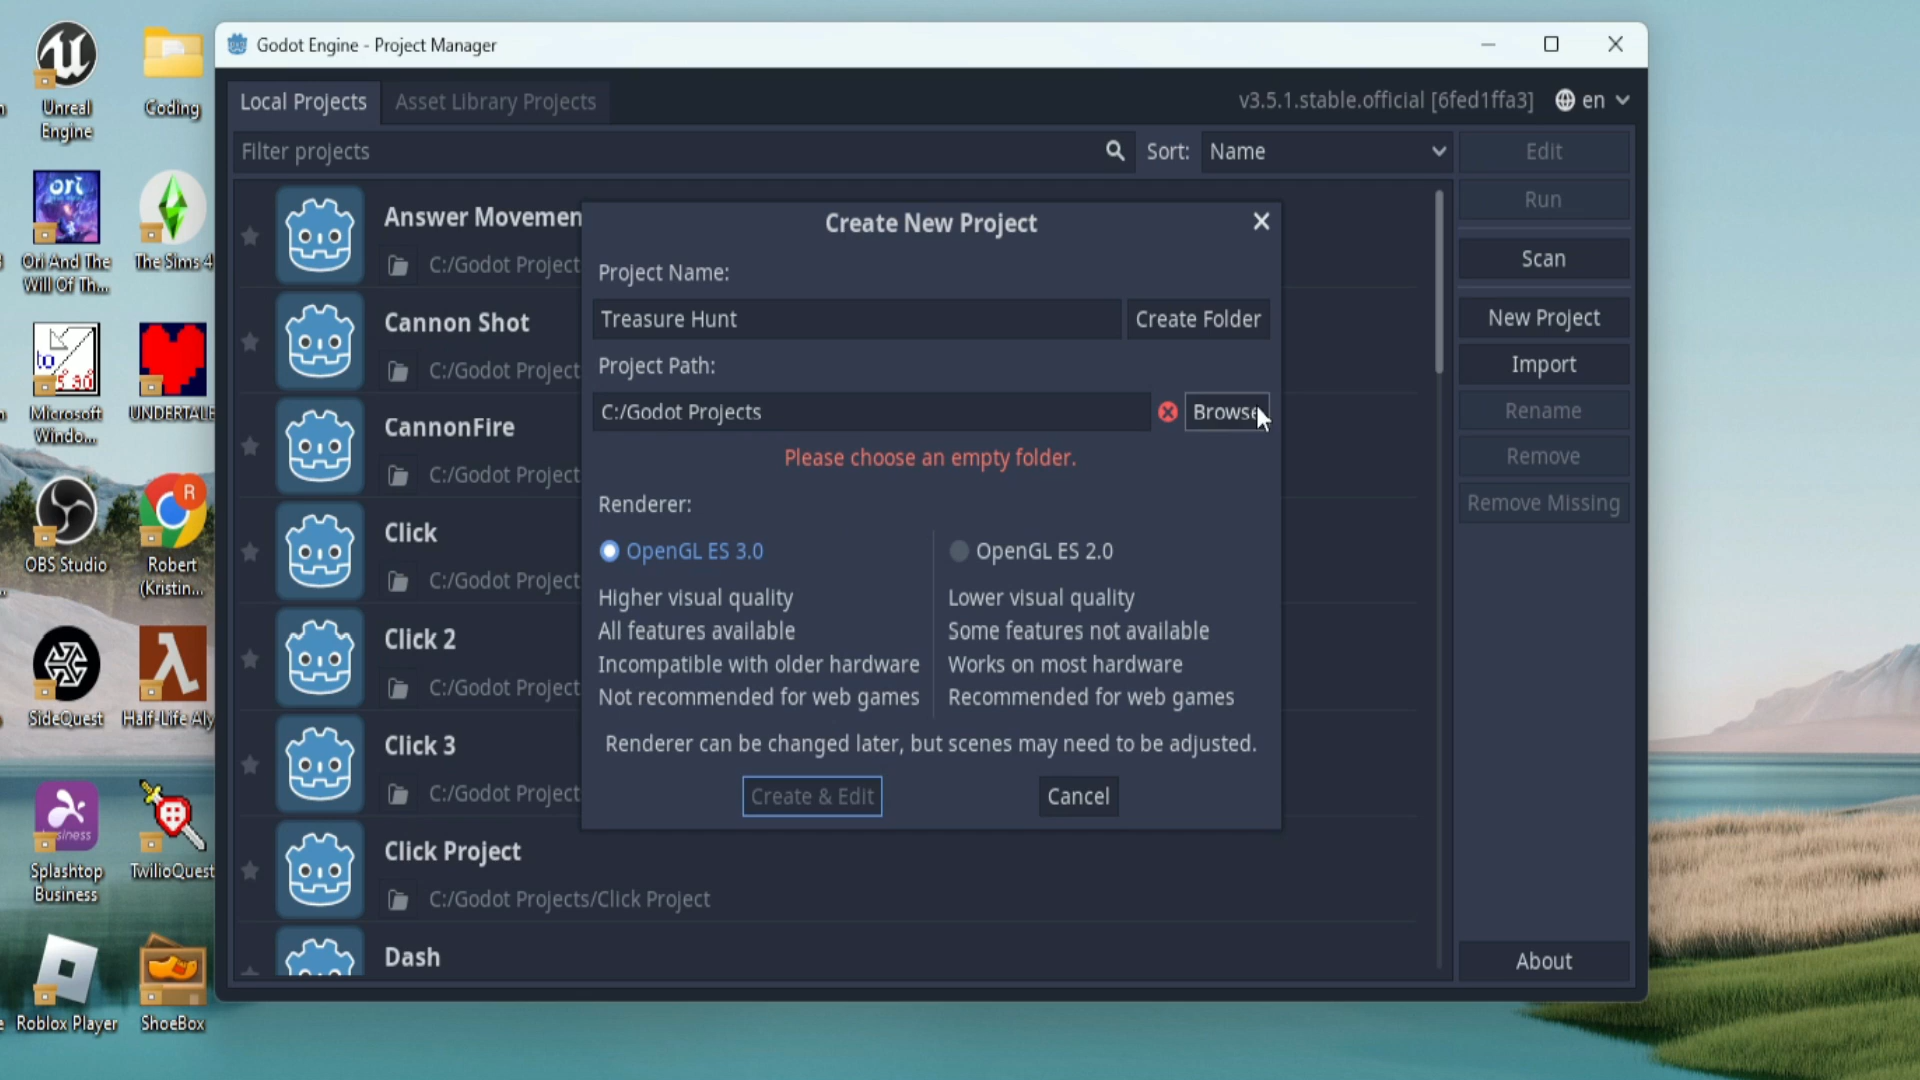 Godot Engine - Project Manager
Local Projects
Asset Library Projects
v3.5.1.stable.official [6fed1ffa3]
en
Filter projects
Sort:
Name
Edit
Run
Scan
New Project
Import
Rename
Remove
Remove Missing
About
Answer Movemen
C:/Godot Project
Cannon Shot
C:/Godot Project
CannonFire
C:/Godot Project
Click
C:/Godot Project
Click 2
C:/Godot Project
Click 3
C:/Godot Project
Click Project
C:/Godot Projects/Click Project
Dash
Create New Project
Project Name:
Treasure Hunt
Create Folder
Project Path:
C:/Godot Projects
Browse
Please choose an empty folder.
Renderer:
OpenGL ES 3.0
Higher visual quality
All features available
Incompatible with older hardware
Not recommended for web games
OpenGL ES 2.0
Lower visual quality
Some features not available
Works on most hardware
Recommended for web games
Renderer can be changed later, but scenes may need to be adjusted.
Create & Edit
Cancel
Unreal
Engine
Coding
ori
Ori And The
Will Of Th...
The Sims 4
to
Microsoft
Windo...
UNDERTALE
OBS Studio
R
Robert
(Kristin...
SideQuest
Half-Life Aly
business
Splashtop
Business
TwilioQuest
Roblox Player
ShoeBox